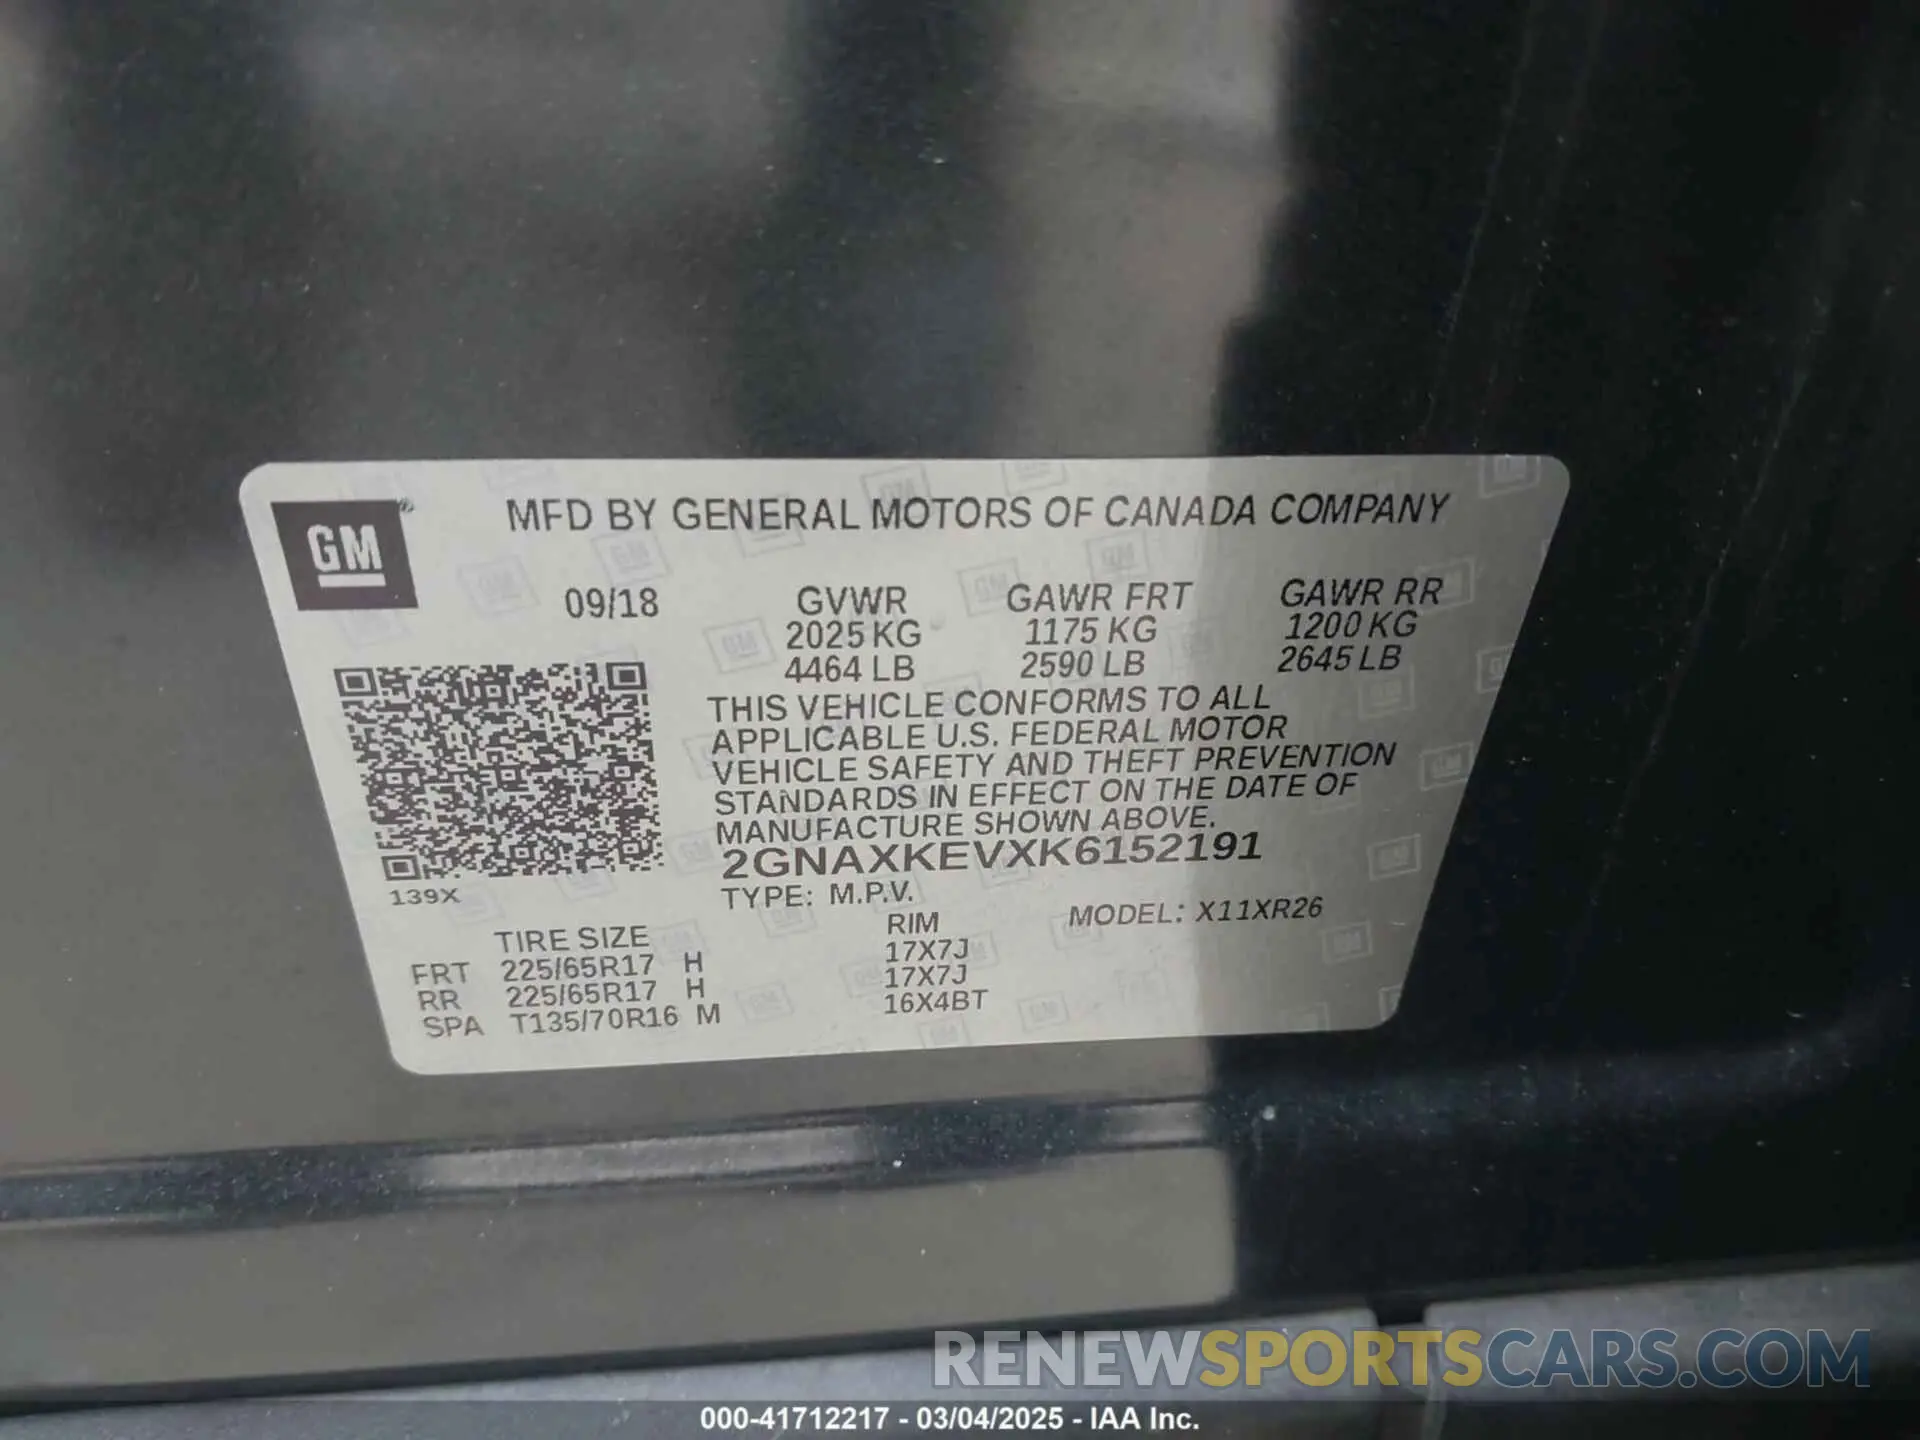 GM®
MFD BY GENERAL MOTORS OF CANADA COMPANY
09/18 GVWR GAWR FRT GAWR RR
2025 KG 1175 KG 1200 KG
4464 LB 2590 LB 2645 LB
THIS VEHICLE CONFORMS TO ALL
APPLICABLE U.S. FEDERAL MOTOR
VEHICLE SAFETY AND THEFT PREVENTION
STANDARDS IN EFFECT ON THE DATE OF
MANUFACTURE SHOWN ABOVE.
2GNAXKEVXK6152191
139X
TYPE: M.P.V.
MODEL: X11XR26
TIRE SIZE RIM
FRT 225/65R17 H 17X7J
RR 225/65R17 H 17X7J
SPA T135/70R16 M 16X4BT
RENEWSPORTSCARS.COM
000-41712217 - 03/04/2025 - IAA Inc.